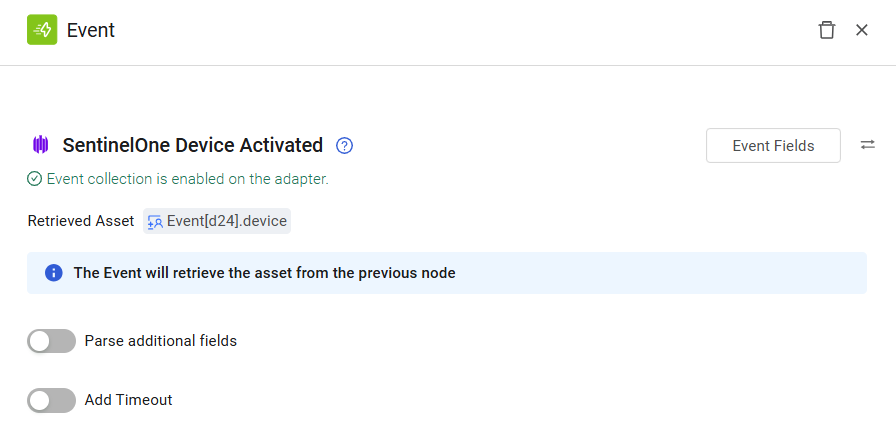 Event
SentinelOne Device Activated
Event Fields
Event collection is enabled on the adapter.
Retrieved Asset Event[d24].device
The Event will retrieve the asset from the previous node
Parse additional fields
Add Timeout